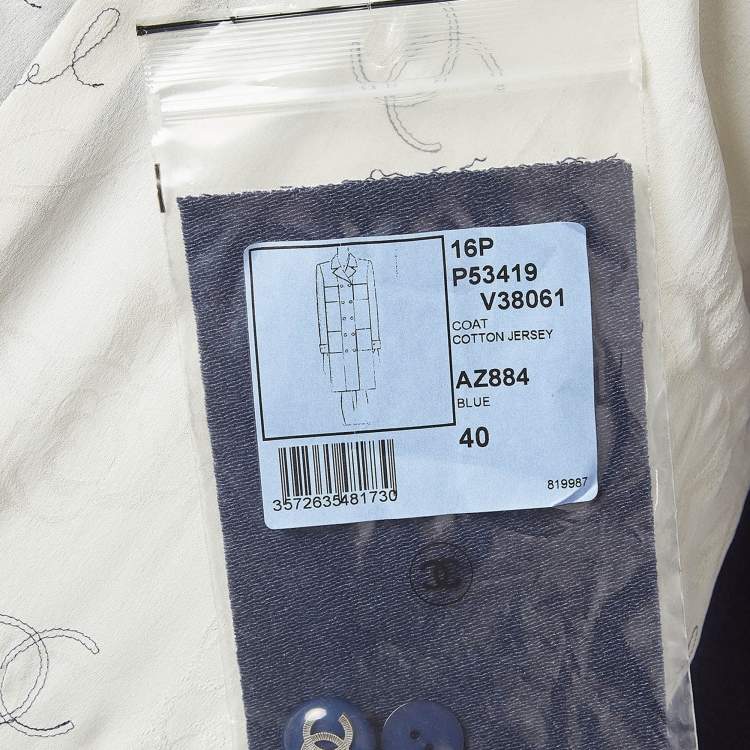 16P
P53419
V38061
COAT
COTTON JERSEY
AZ884
BLUE
40
3572635481730
819987